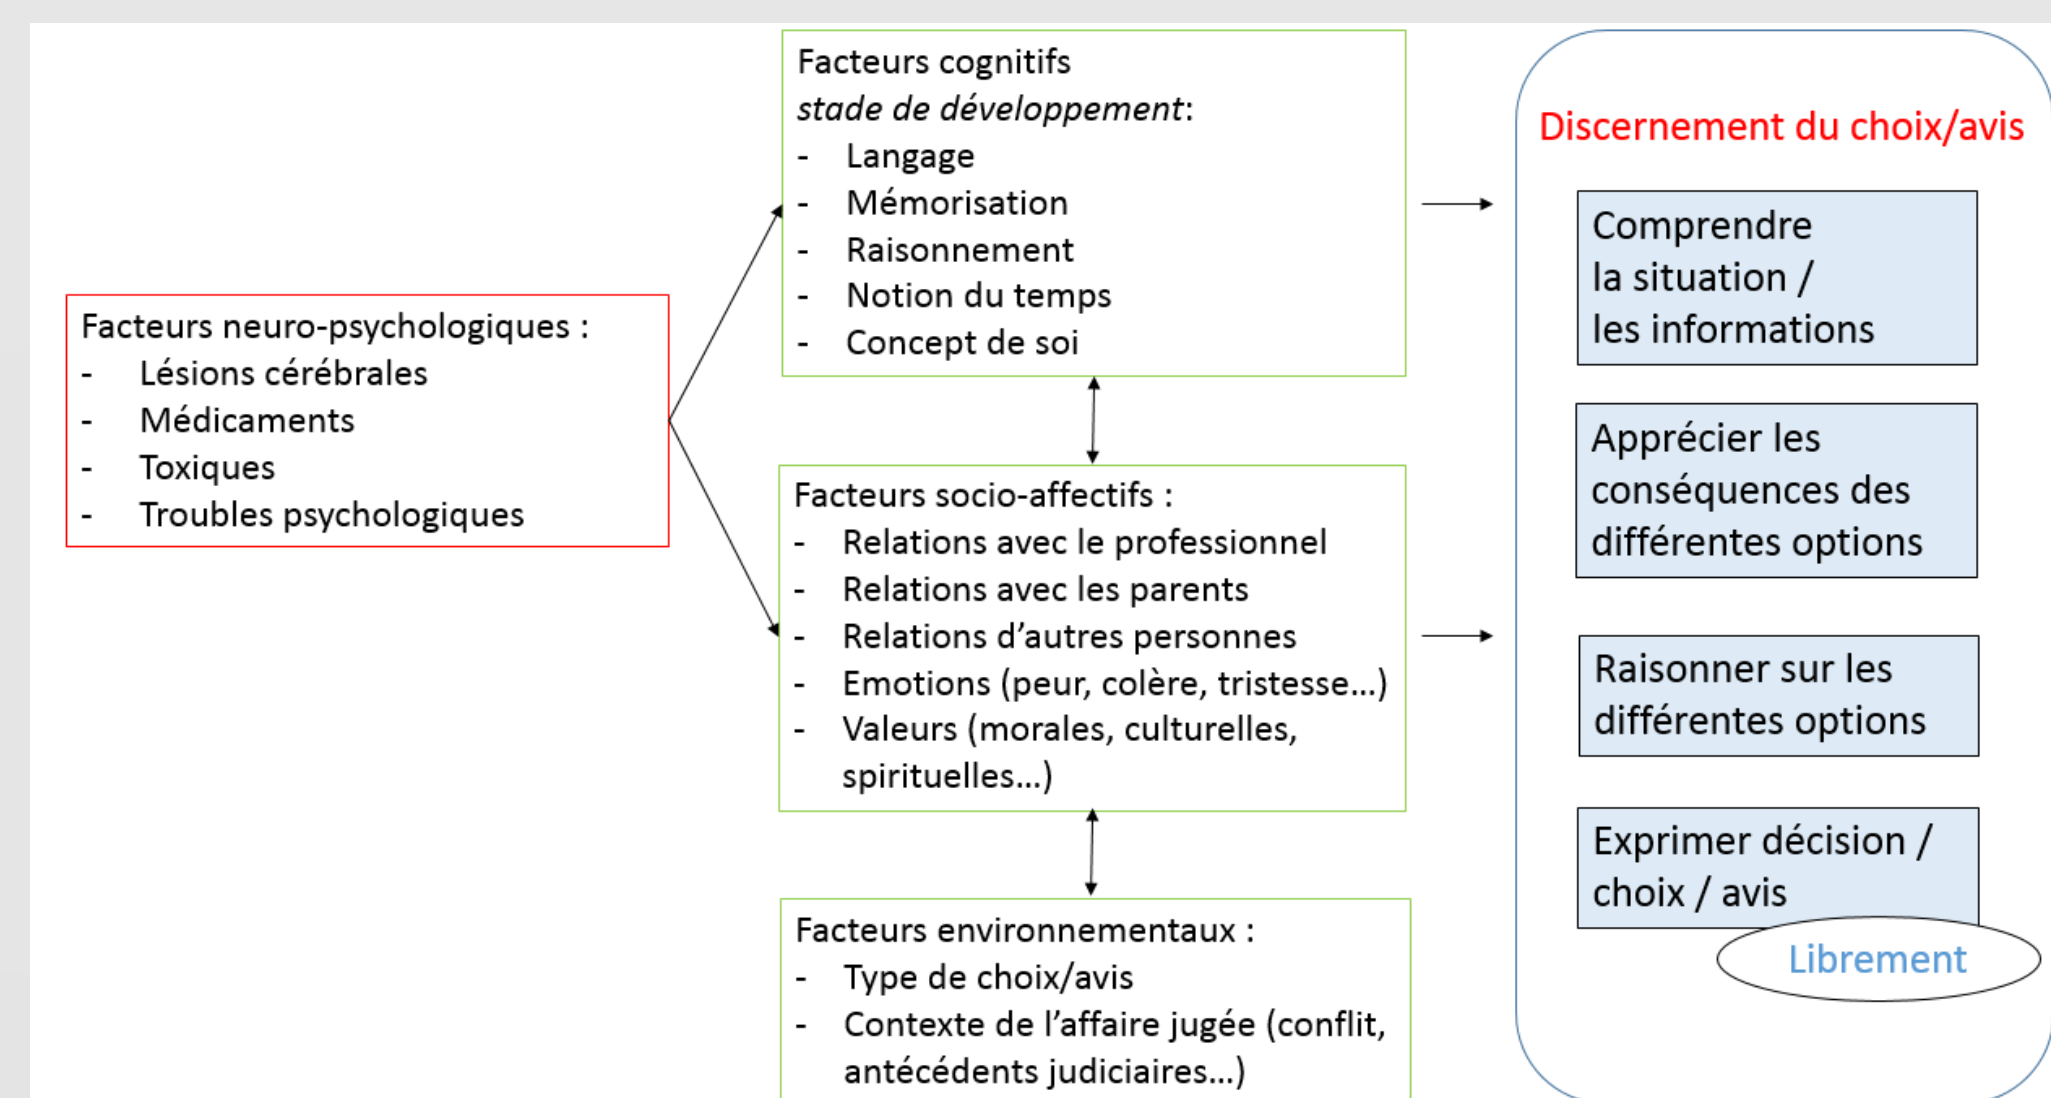 Facteurs neuro-psychologiques :
- Lésions cérébrales
- Médicaments
- Toxiques
- Troubles psychologiques
Facteurs cognitifs
stade de développement:
- Langage
- Mémorisation
- Raisonnement
- Notion du temps
- Concept de soi
Facteurs socio-affectifs :
- Relations avec le professionnel
- Relations avec les parents
- Relations d’autres personnes
- Emotions (peur, colère, tristesse…)
- Valeurs (morales, culturelles,
spirituelles…)
Facteurs environnementaux :
- Type de choix/avis
- Contexte de l’affaire jugée (conflit,
antécédents judiciaires…)
Discernement du choix/avis
Comprendre
la situation /
les informations
Apprécier les
conséquences des
différentes options
Raisonner sur les
différentes options
Exprimer décision /
choix / avis
Librement